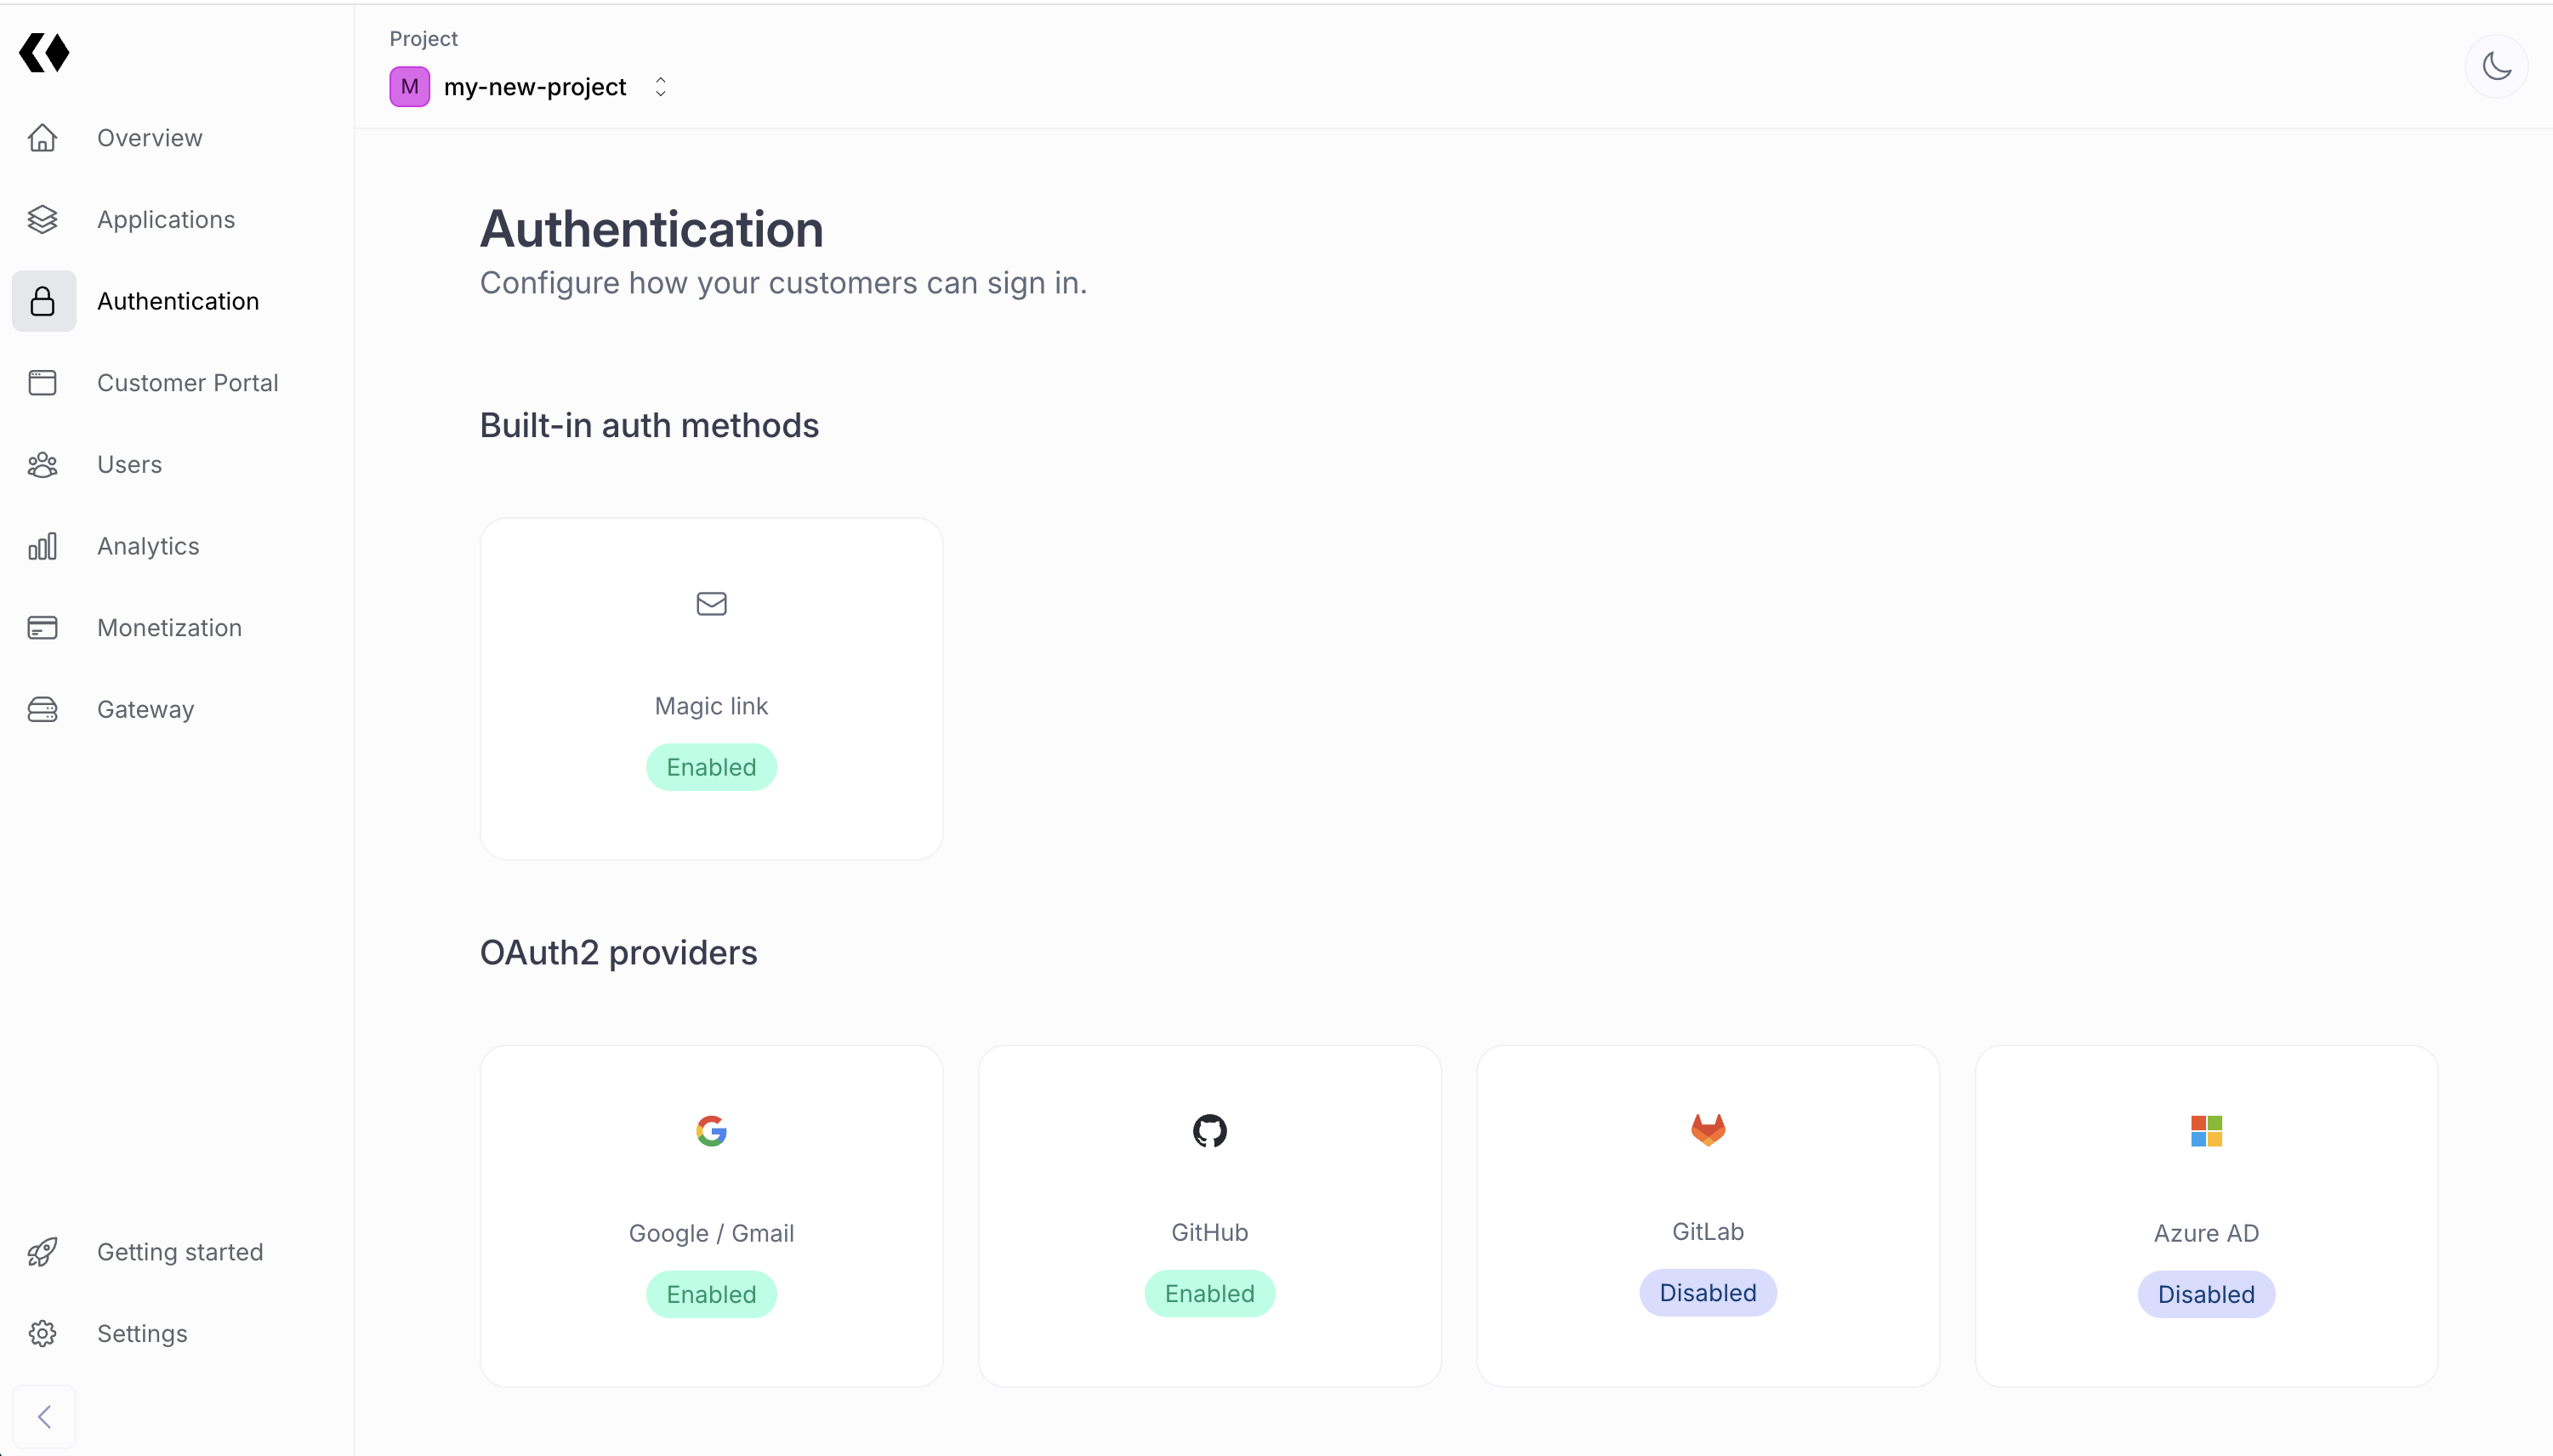 Project
M my-new-project
Overview
Applications
Authentication
Customer Portal
Users
Analytics
Monetization
Gateway
Getting started
Settings
Authentication
Configure how your customers can sign in.
Built-in auth methods
Magic link
Enabled
OAuth2 providers
Google / Gmail
Enabled
GitHub
Enabled
GitLab
Disabled
Azure AD
Disabled